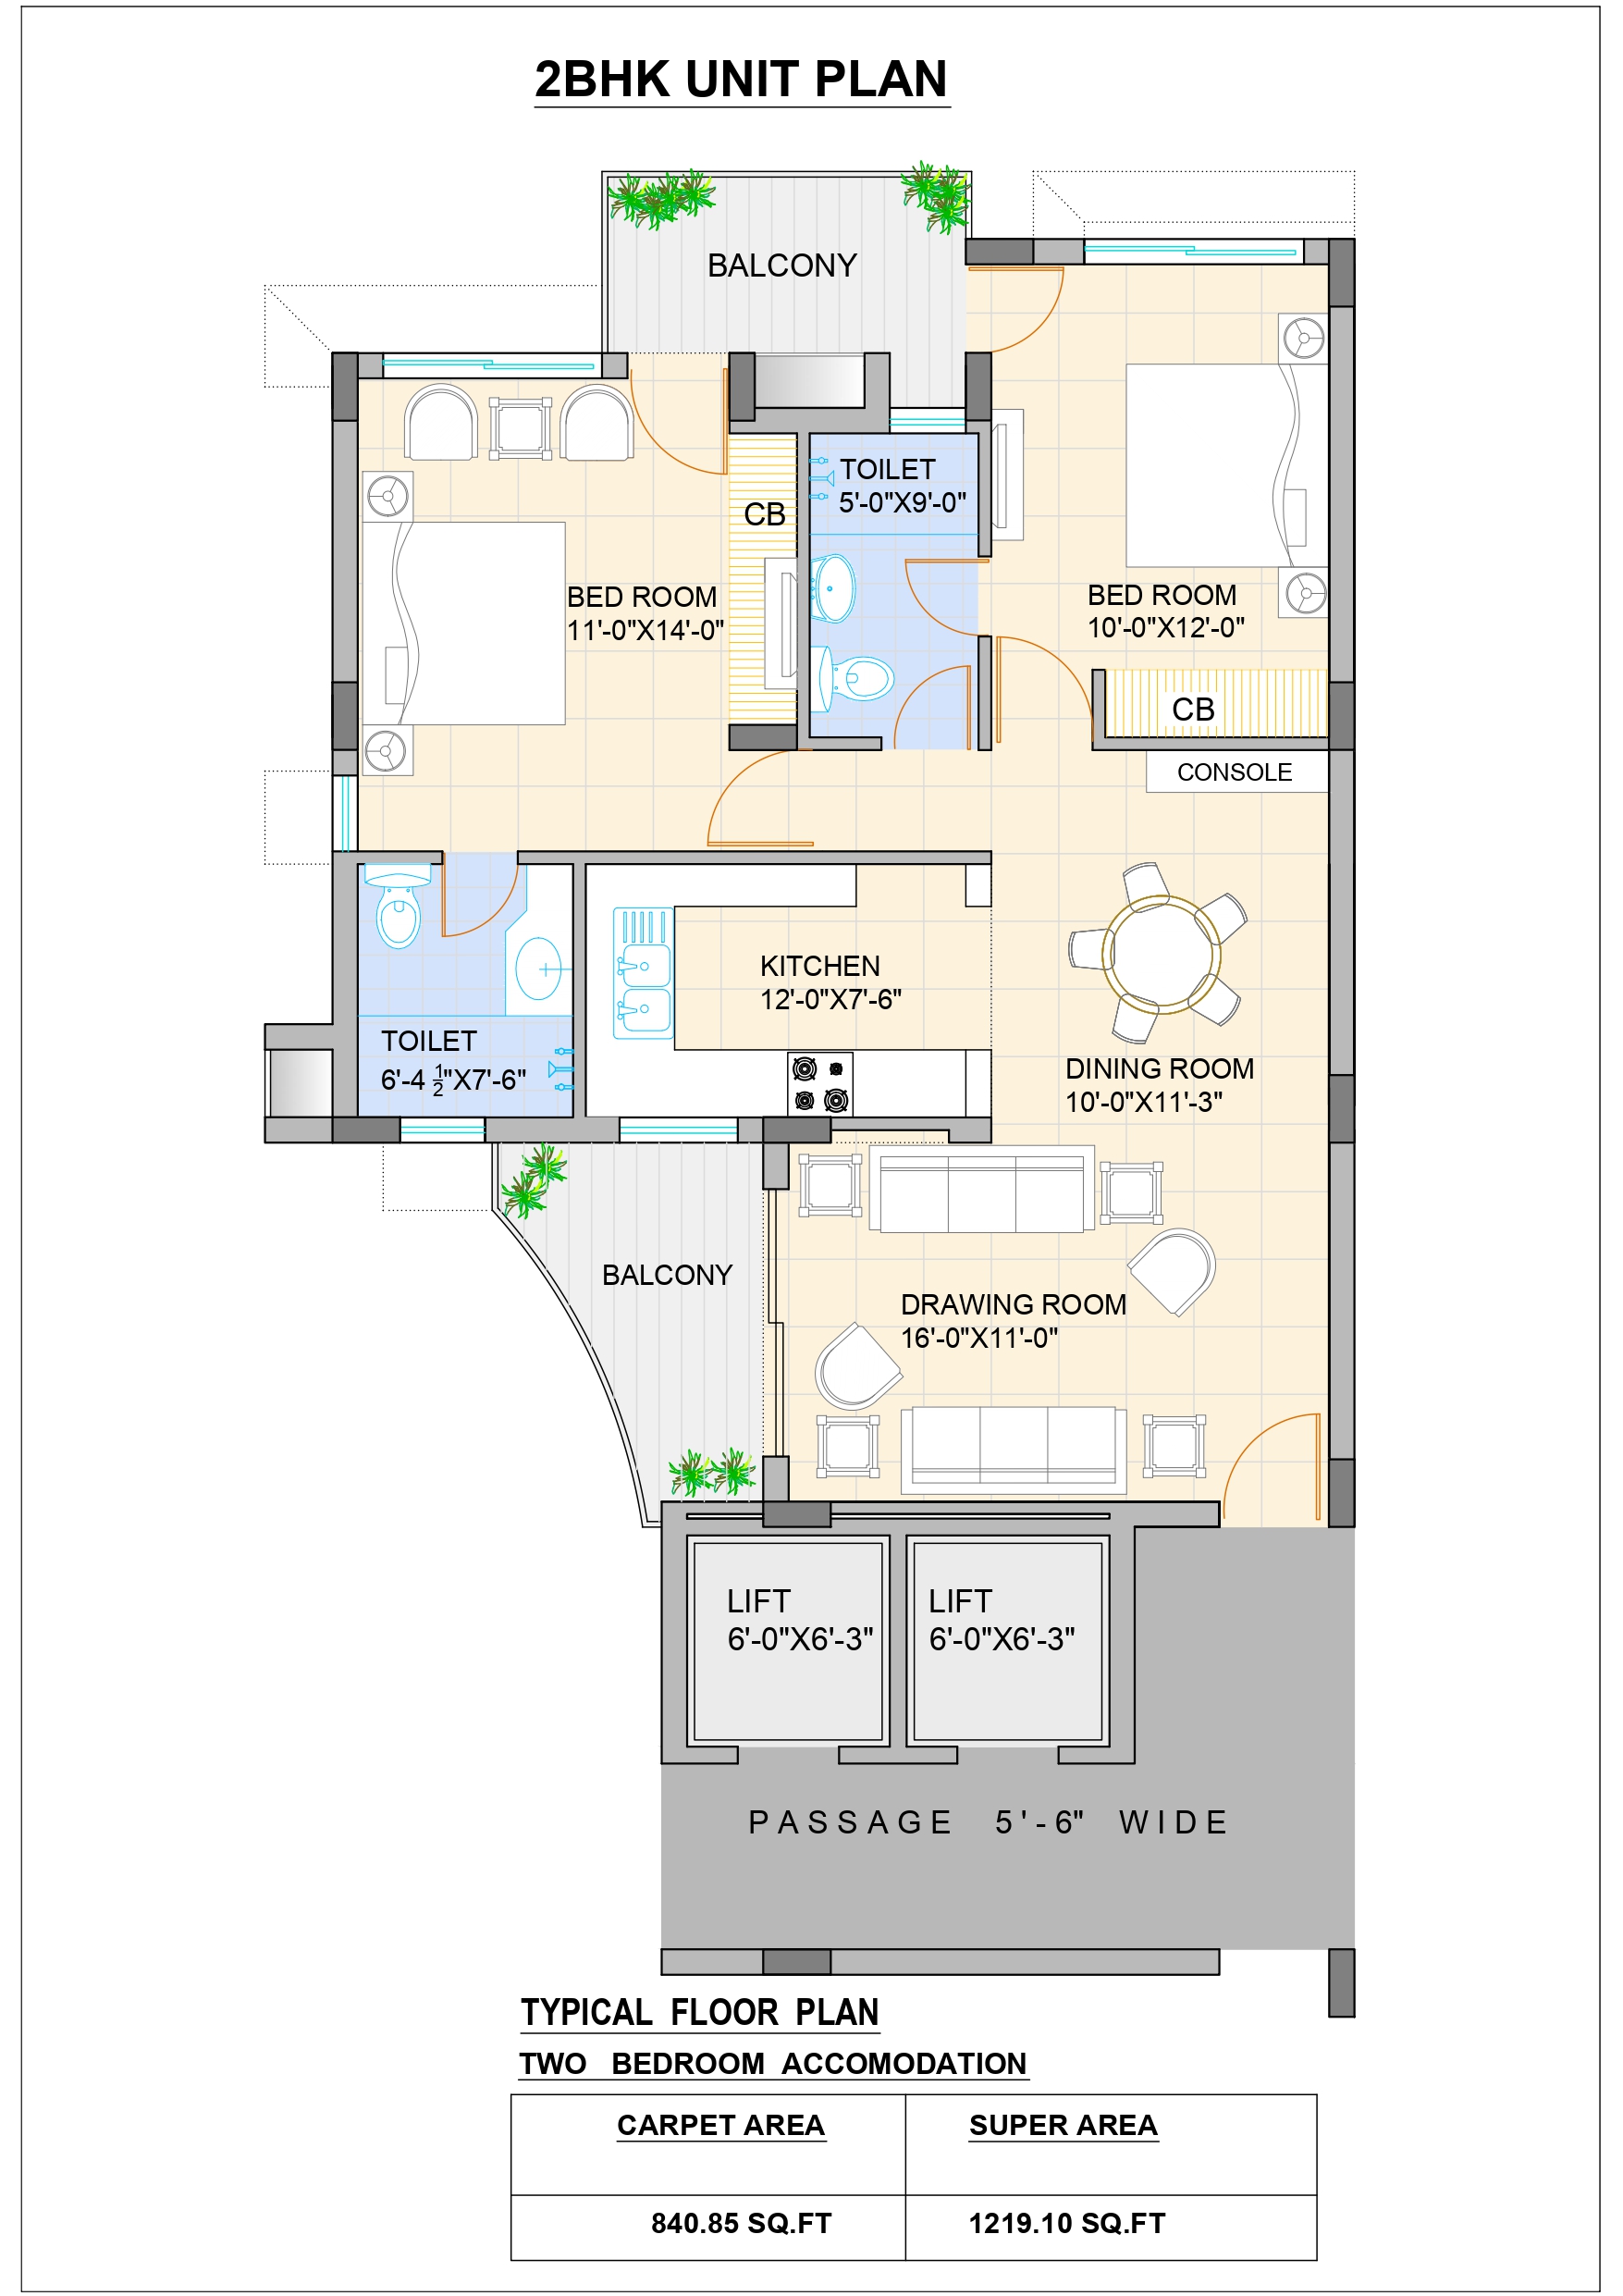 2BHK UNIT PLAN
BALCONY
TOILET
5'-0"X9'-0"
CB
BED ROOM
11'-0"X14'-0"
BED ROOM
10'-0"X12'-0"
CB
CONSOLE
KITCHEN
12'-0"X7'-6"
TOILET
6'-4 1/2"X7'-6"
DINING ROOM
10'-0"X11'-3"
BALCONY
DRAWING ROOM
16'-0"X11'-0"
LIFT
6'-0"X6'-3"
LIFT
6'-0"X6'-3"
PASSAGE 5'-6" WIDE
TYPICAL FLOOR PLAN
TWO BEDROOM ACCOMODATION
CARPET AREA SUPER AREA
840.85 SQ.FT 1219.10 SQ.FT